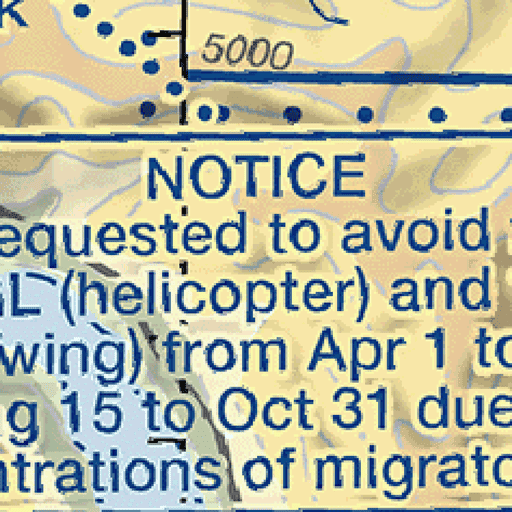 K
5000
NOTICE
equested to avoid
GL (helicopter) and
wing) from Apr 1 to
g 15 to Oct 31 due
ntrations of migrato